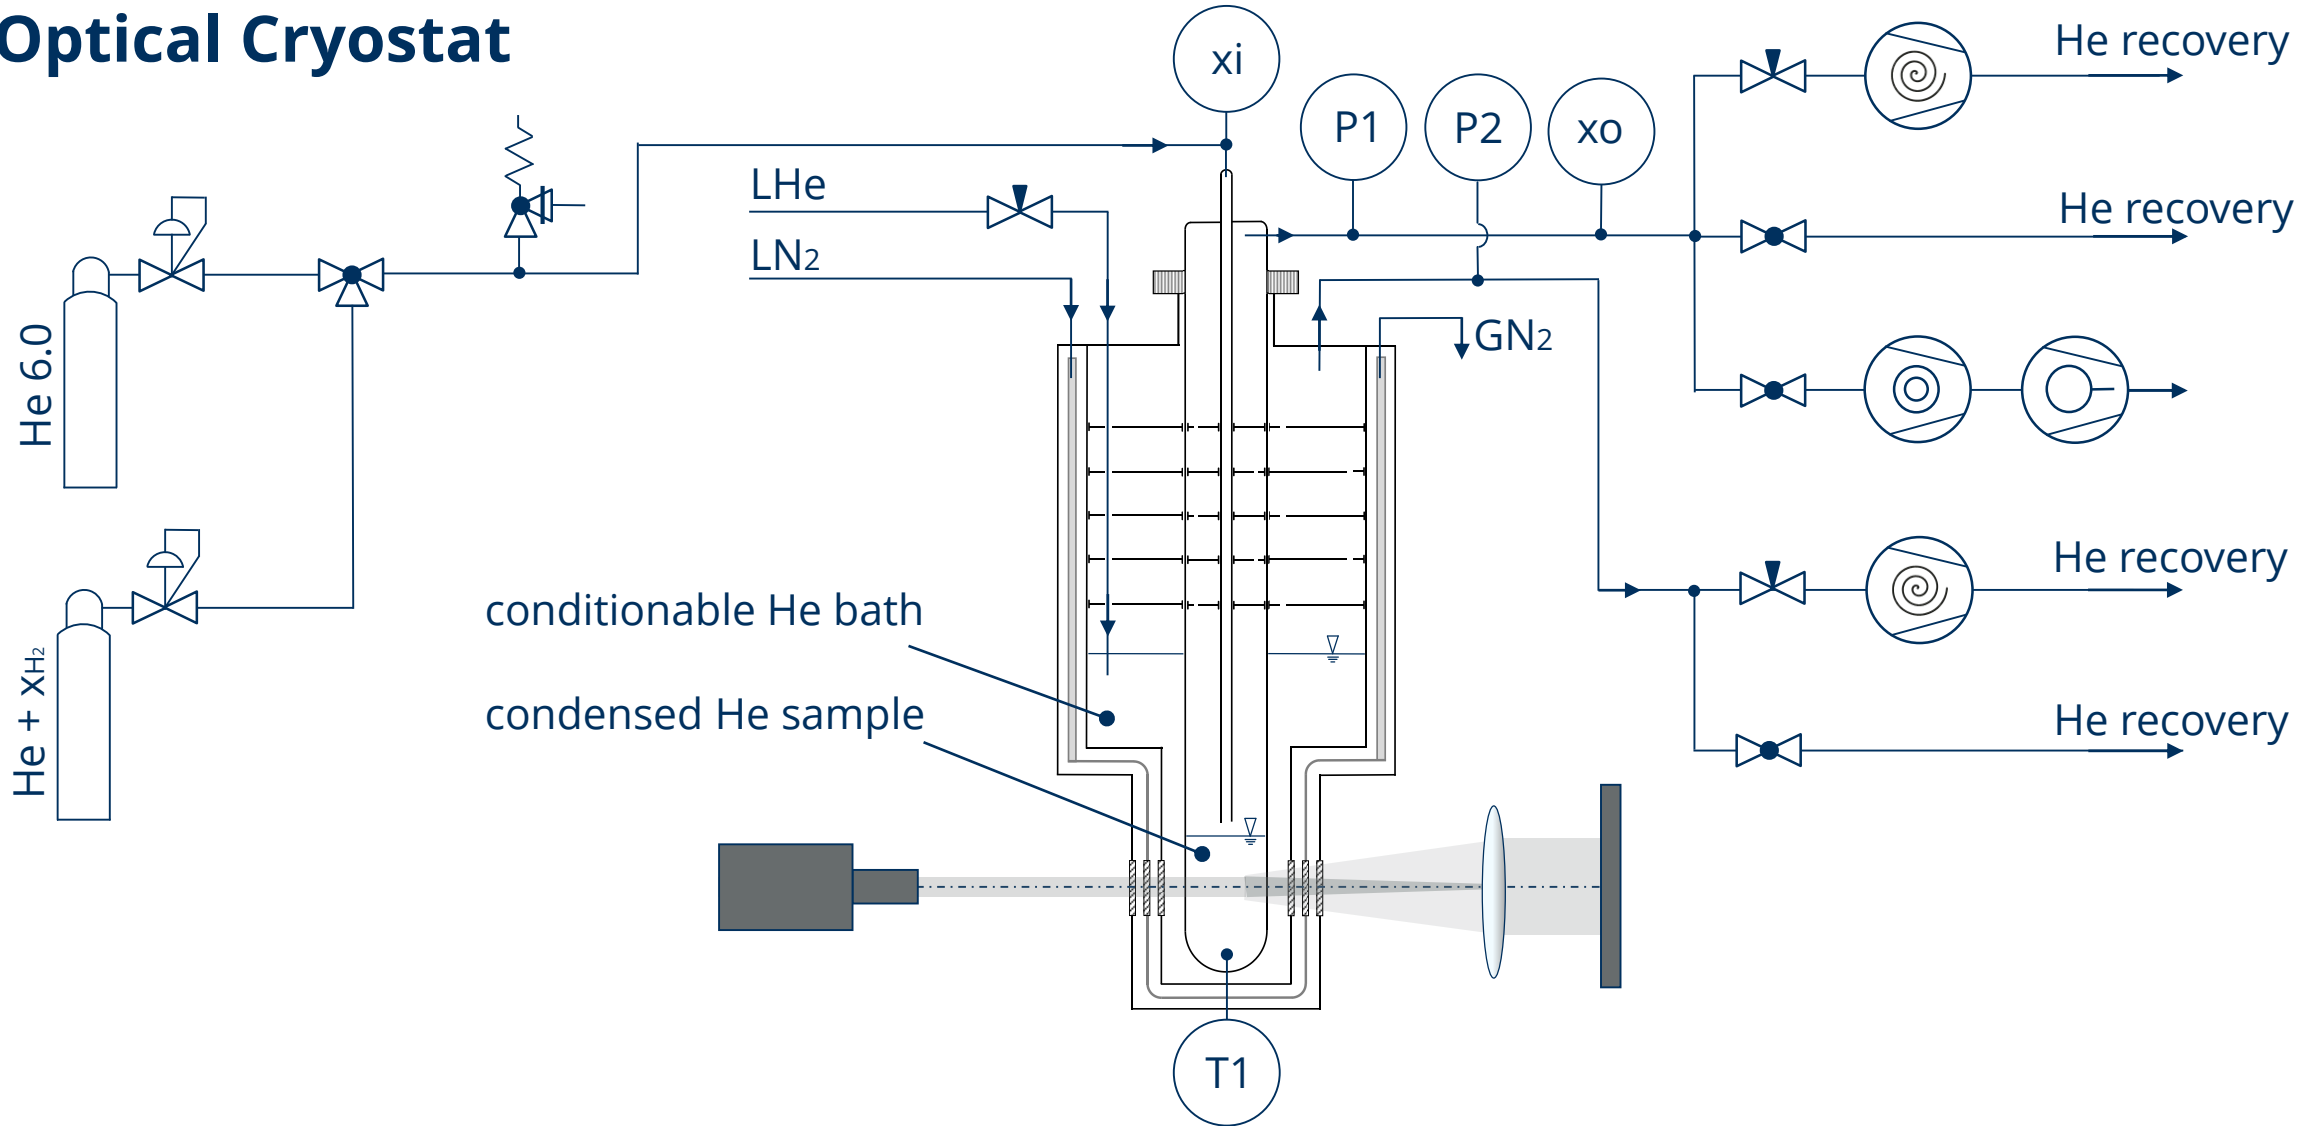 Optical Cryostat
xi
He recovery
P1
P2
xo
LHe
He recovery
LN2
GN2
He 6.0
He recovery
conditionable He bath
He + xH2
condensed He sample
He recovery
T1